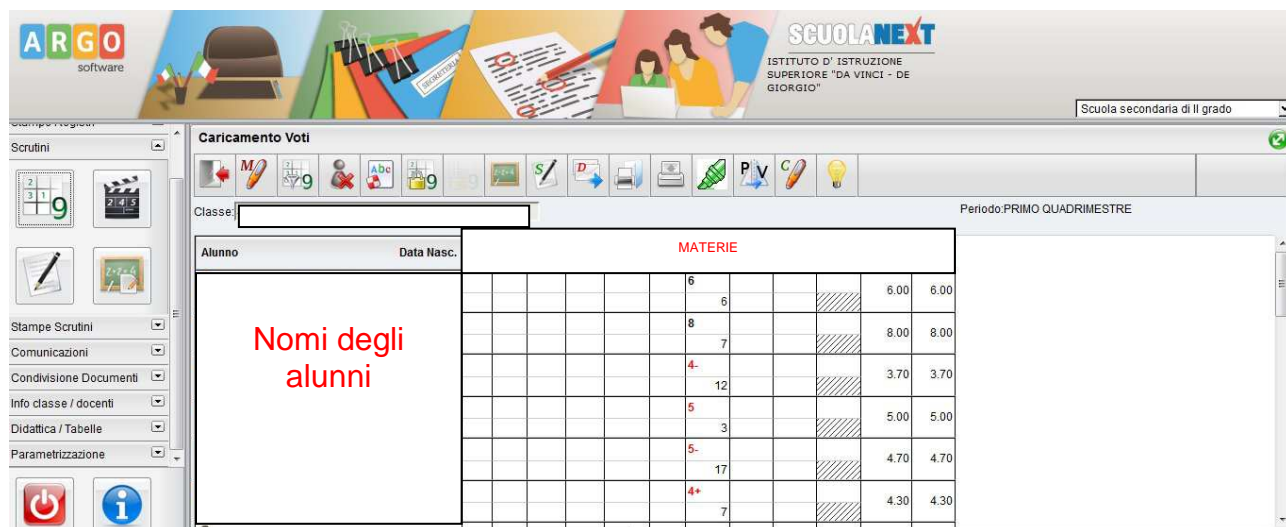 ARGO
software
SEGRETERIA
SCUOLANEXT
ISTITUTO D' ISTRUZIONE
SUPERIORE "DA VINCI - DE
GIORGIO"
Scuola secondaria di II grado
Scrutini
Caricamento Voti
Classe:
Periodo:PRIMO QUADRIMESTRE
Alunno Data Nasc. MATERIE
Nomi degli
alunni
6
6 6.00 6.00
8
7 8.00 8.00
4-
12 3.70 3.70
5
3 5.00 5.00
5-
17 4.70 4.70
4+
7 4.30 4.30
Stampe Scrutini
Comunicazioni
Condivisione Documenti
Info classe / docenti
Didattica / Tabelle
Parametrizzazione